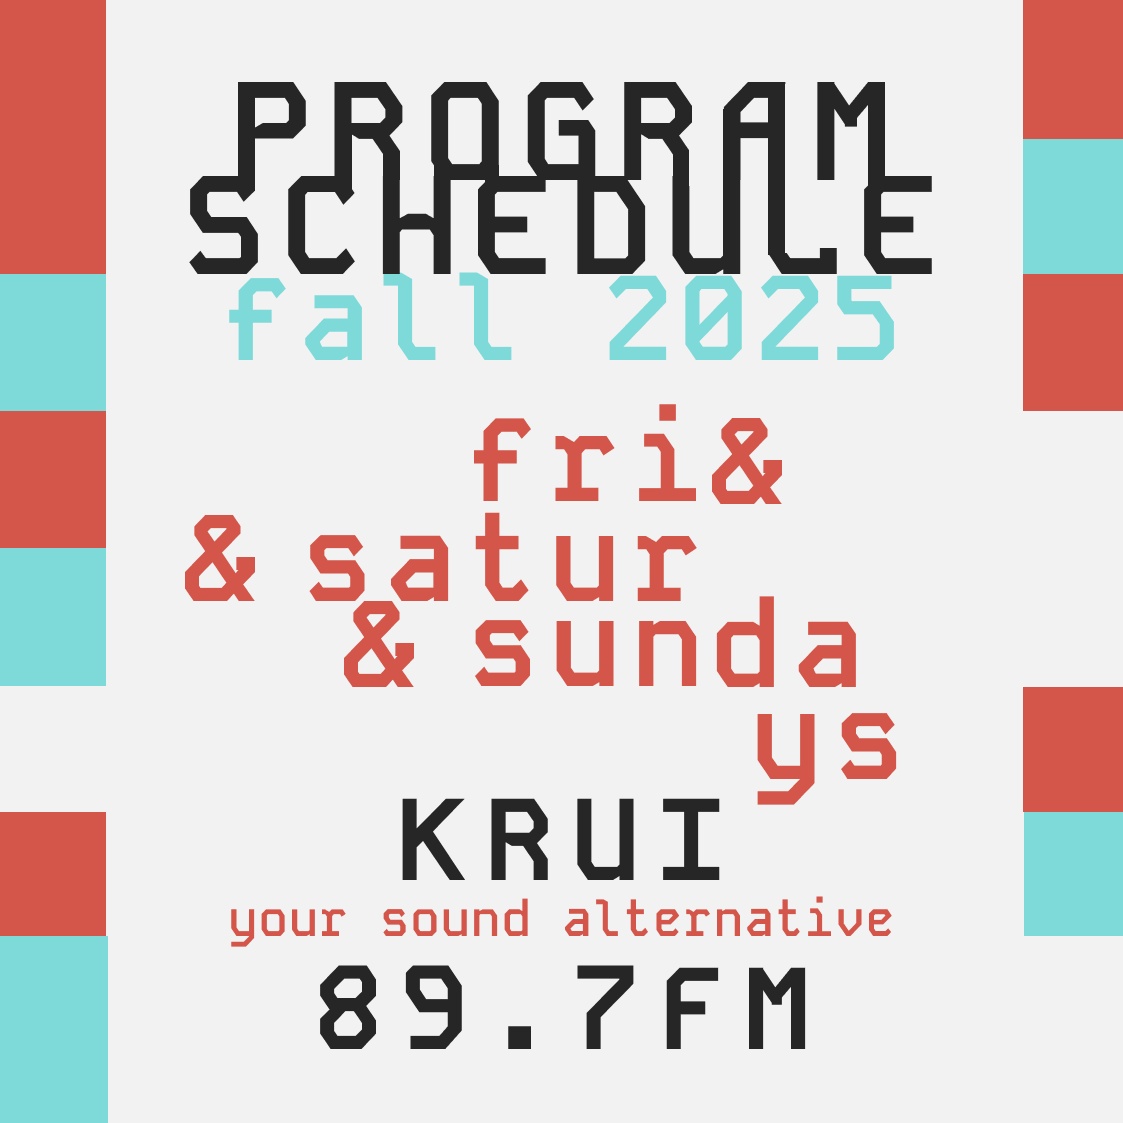 PROGRAM
SCHEDULE
fall 2025
fri&
& satur
& sunda
ys
KRUI
your sound alternative
89.7FM